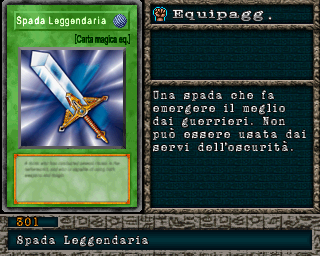 Spada Leggendaria
[Carta magica eq.]
Equipagg.
Una spada che fa
emergere il meglio
dai guerrieri. Non
può essere usata dai
servi dell'oscurità.
301
Spada Leggendaria